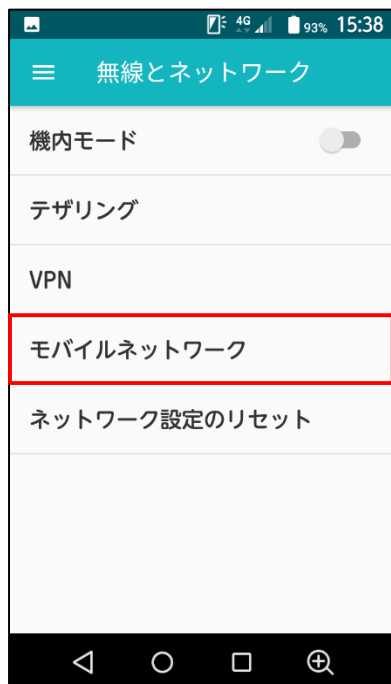 4G 93% 15:38
無線とネットワーク
機内モード
テザリング
VPN
モバイルネットワーク
ネットワーク設定のリセット